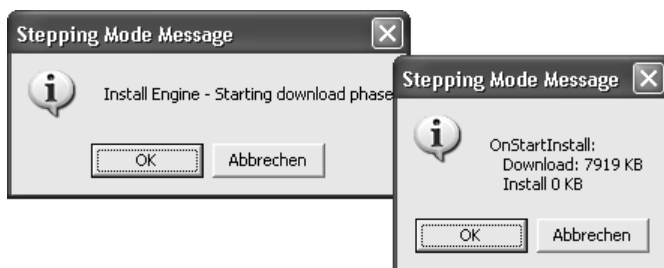 Stepping Mode Message
Install Engine - Starting download phase
OK
Abbrechen
Stepping Mode Message
OnStartInstall:
Download: 7919 KB
Install 0 KB
OK
Abbrechen